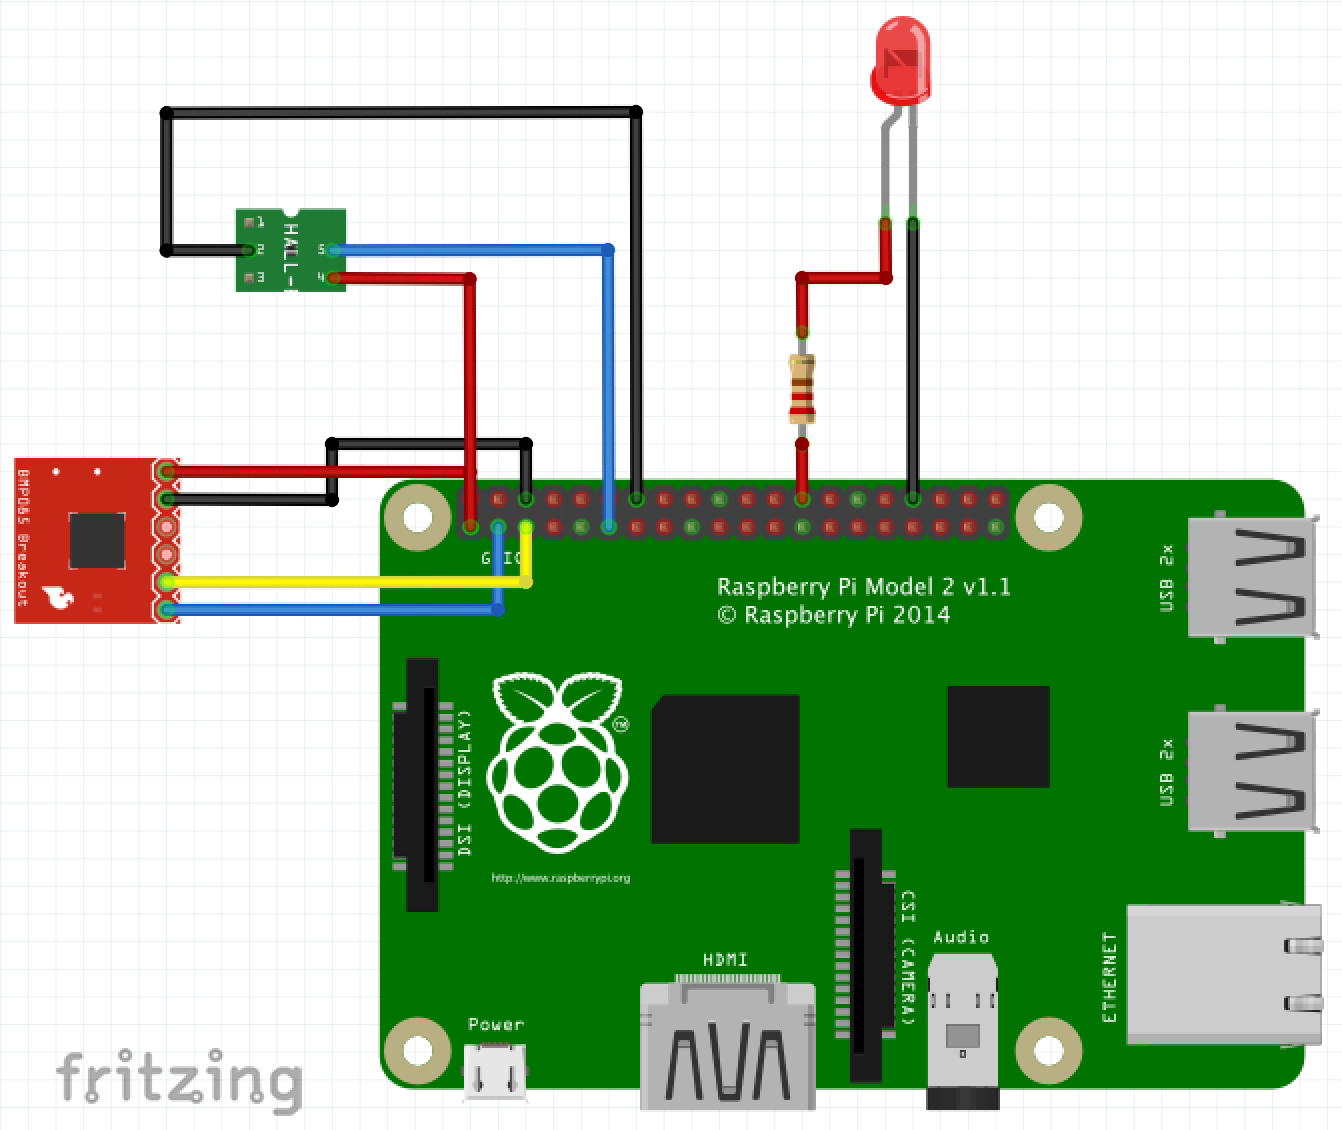 1
2
3
HALL-
5
4
BMP085 Breakout
GPIO
Raspberry Pi Model 2 v1.1
© Raspberry Pi 2014
USB 2x
USB 2x
DSI (DISPLAY)
TM
http://www.raspberrypi.org
CSI (CAMERA)
Audio
ETHERNET
HDMI
Power
fritzing